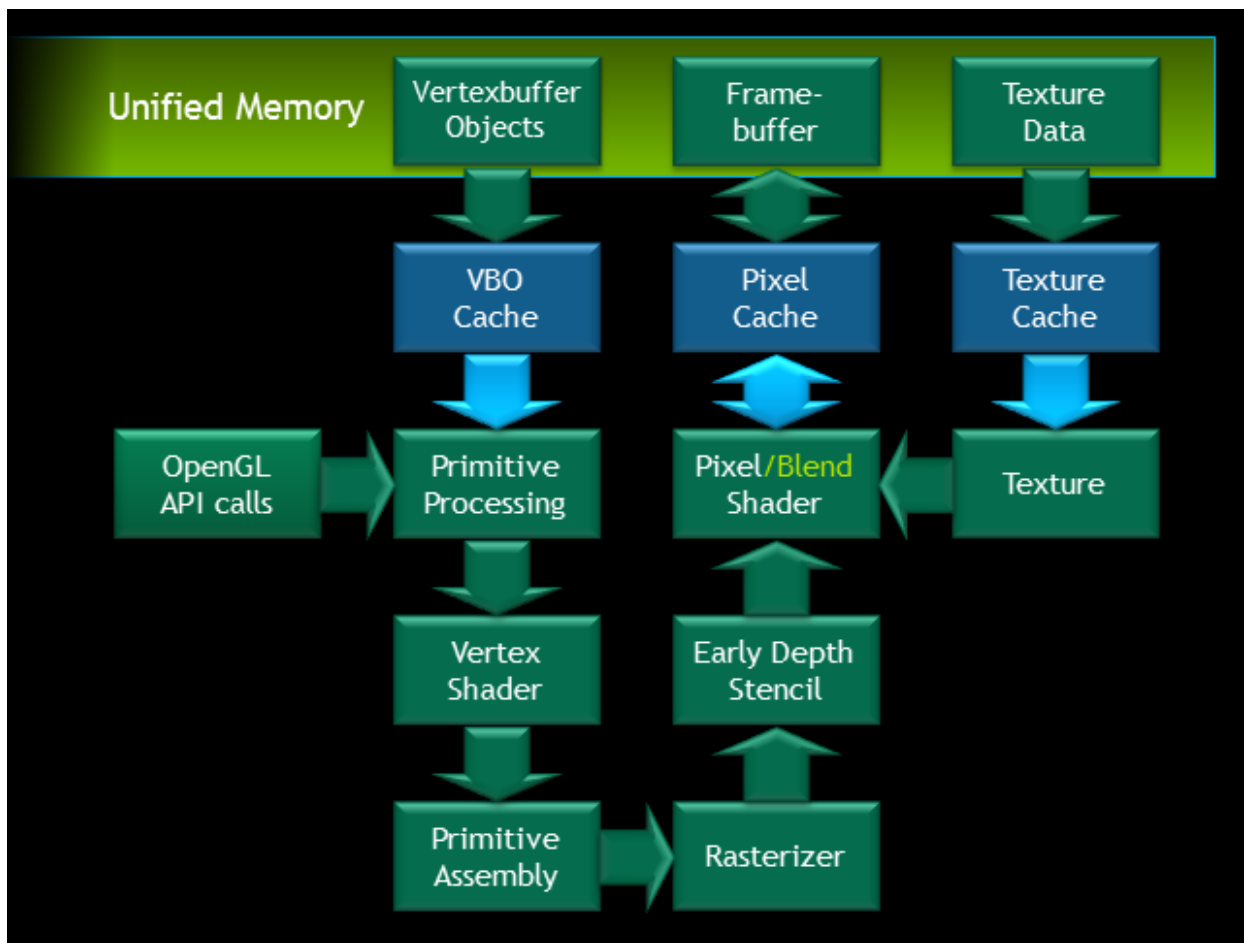 Unified Memory
Vertexbuffer
Objects
Frame-
buffer
Texture
Data
VBO
Cache
Pixel
Cache
Texture
Cache
OpenGL
API calls
Primitive
Processing
Pixel/Blend
Shader
Texture
Vertex
Shader
Early Depth
Stencil
Primitive
Assembly
Rasterizer